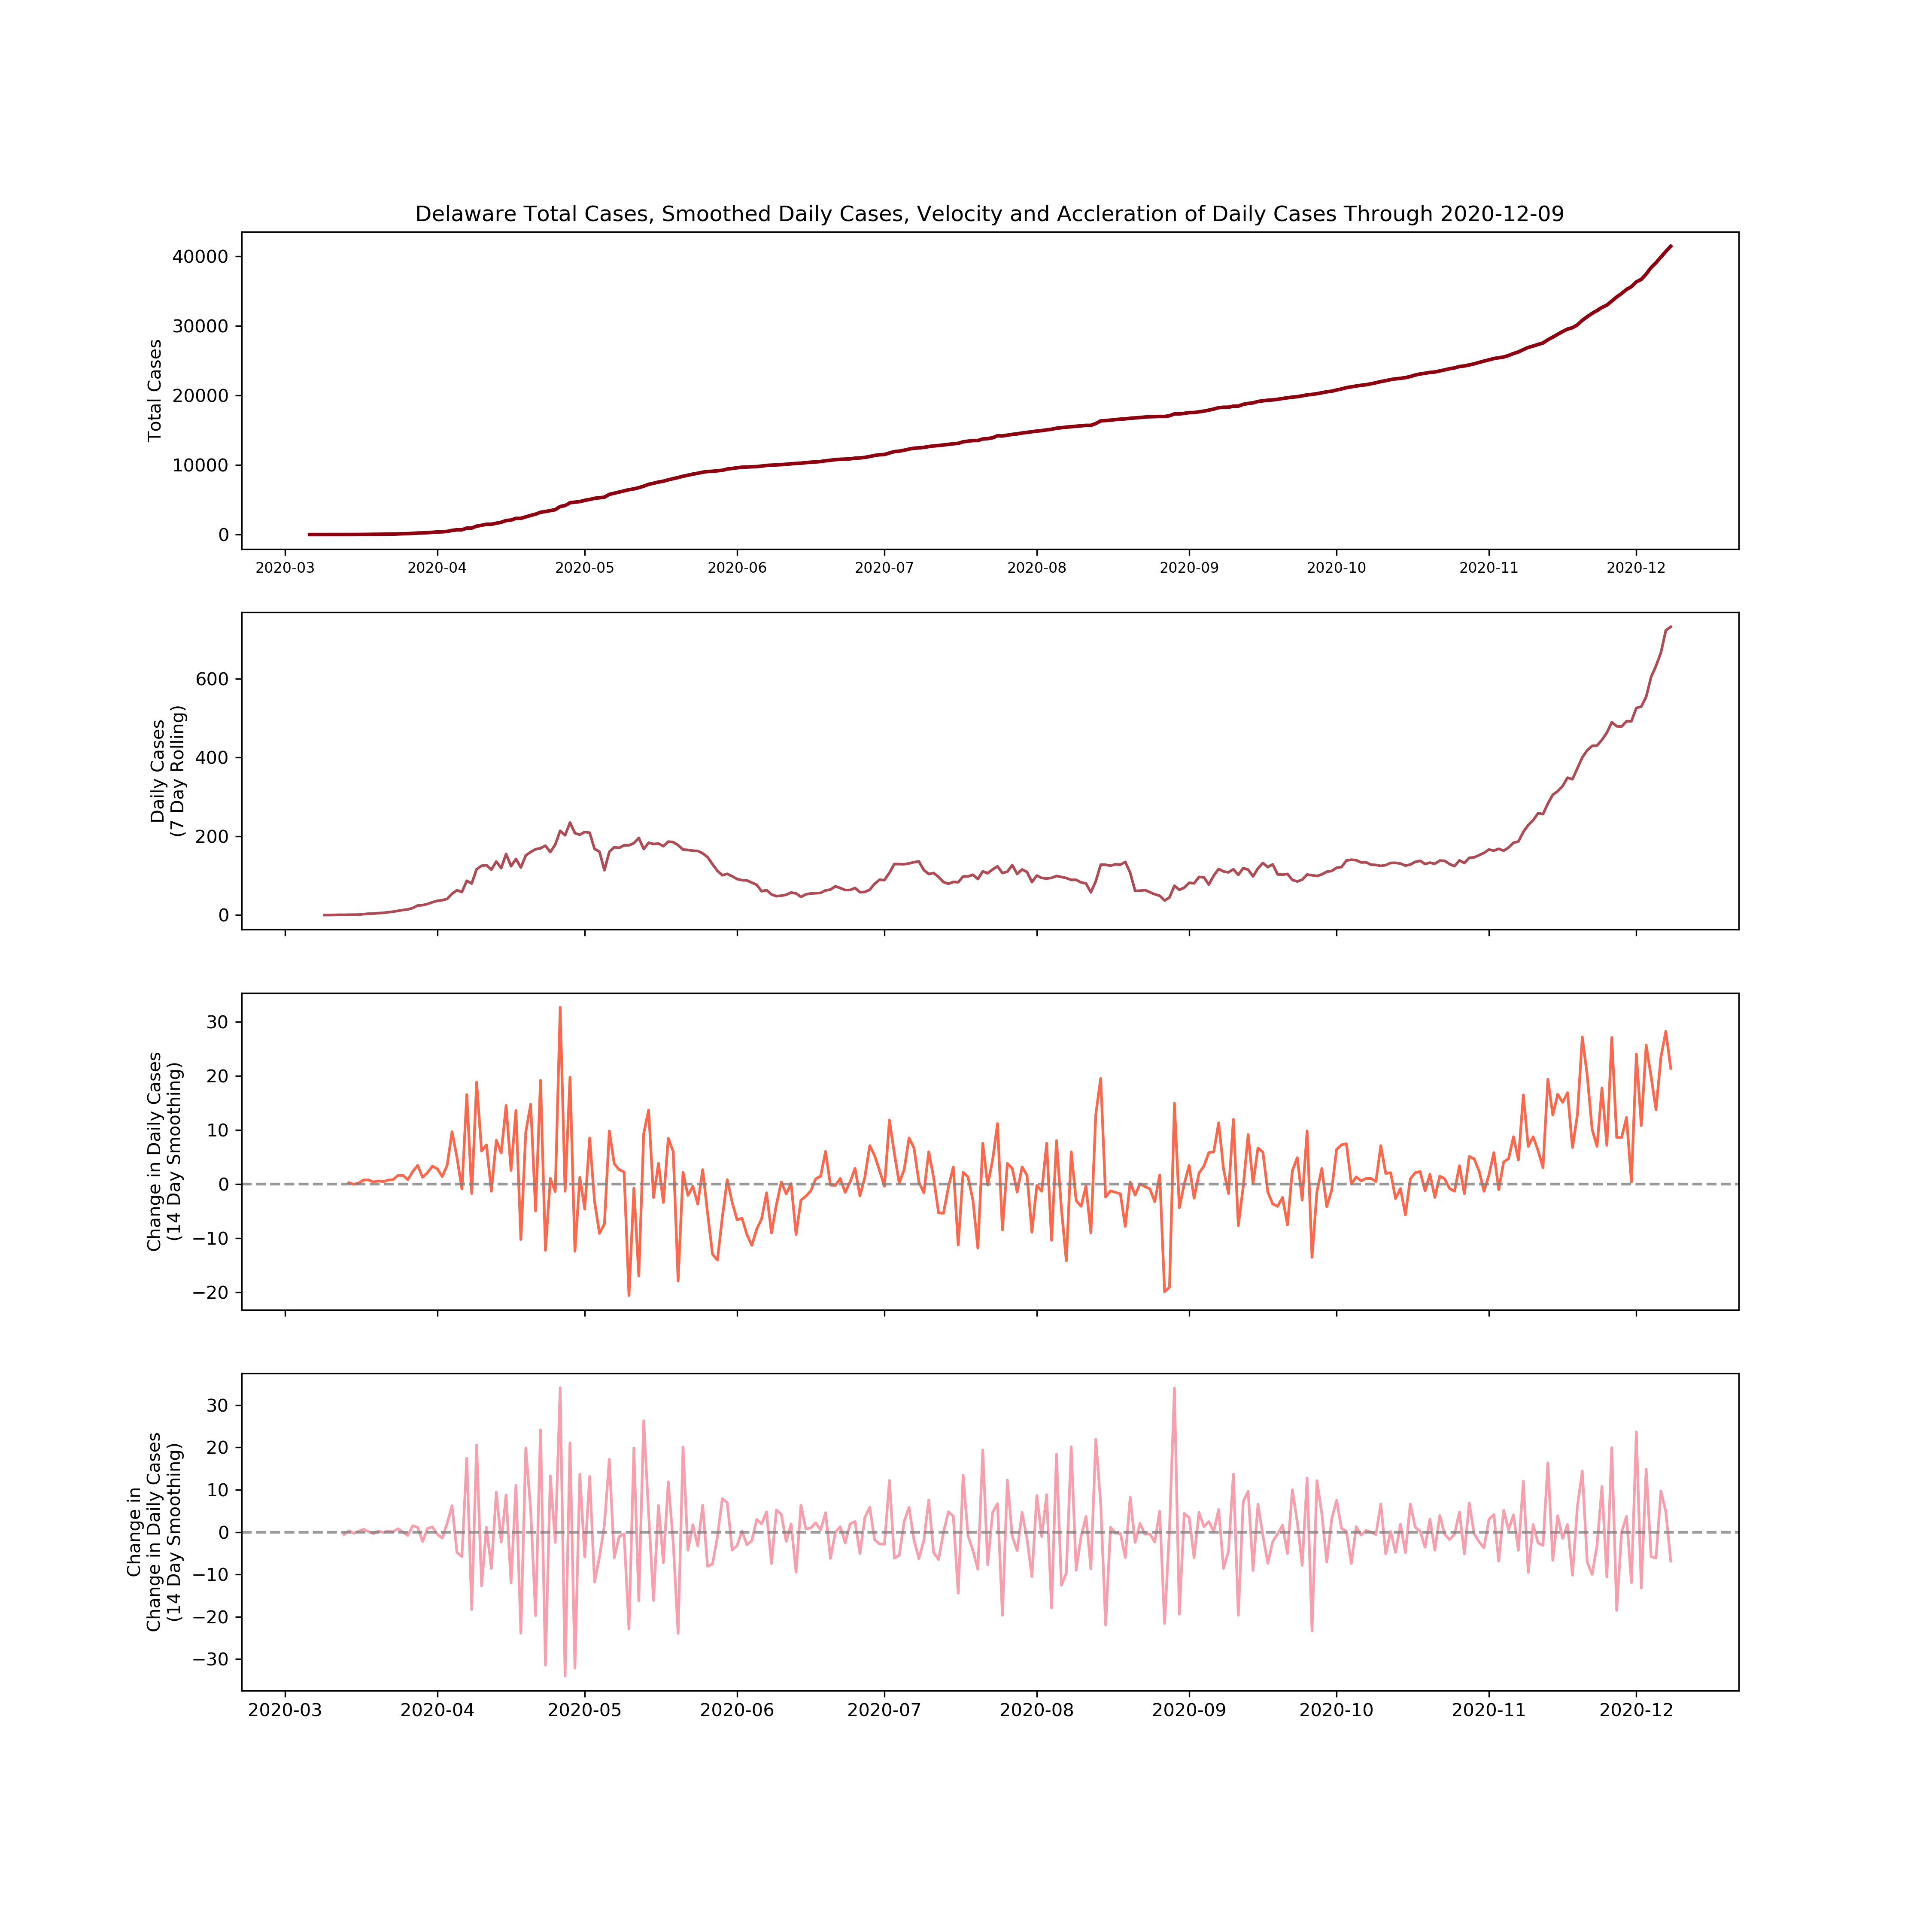 Delaware Total Cases, Smoothed Daily Cases, Velocity and Accleration of Daily Cases Through 2020-12-09
Total Cases
40000
30000
20000
10000
0
2020-03 2020-04 2020-05 2020-06 2020-07 2020-08 2020-09 2020-10 2020-11 2020-12
Daily Cases
(7 Day Rolling)
600
400
200
0
Change in Daily Cases
(14 Day Smoothing)
30
20
10
0
−10
−20
Change in
Change in Daily Cases
(14 Day Smoothing)
30
20
10
0
−10
−20
−30
2020-03 2020-04 2020-05 2020-06 2020-07 2020-08 2020-09 2020-10 2020-11 2020-12